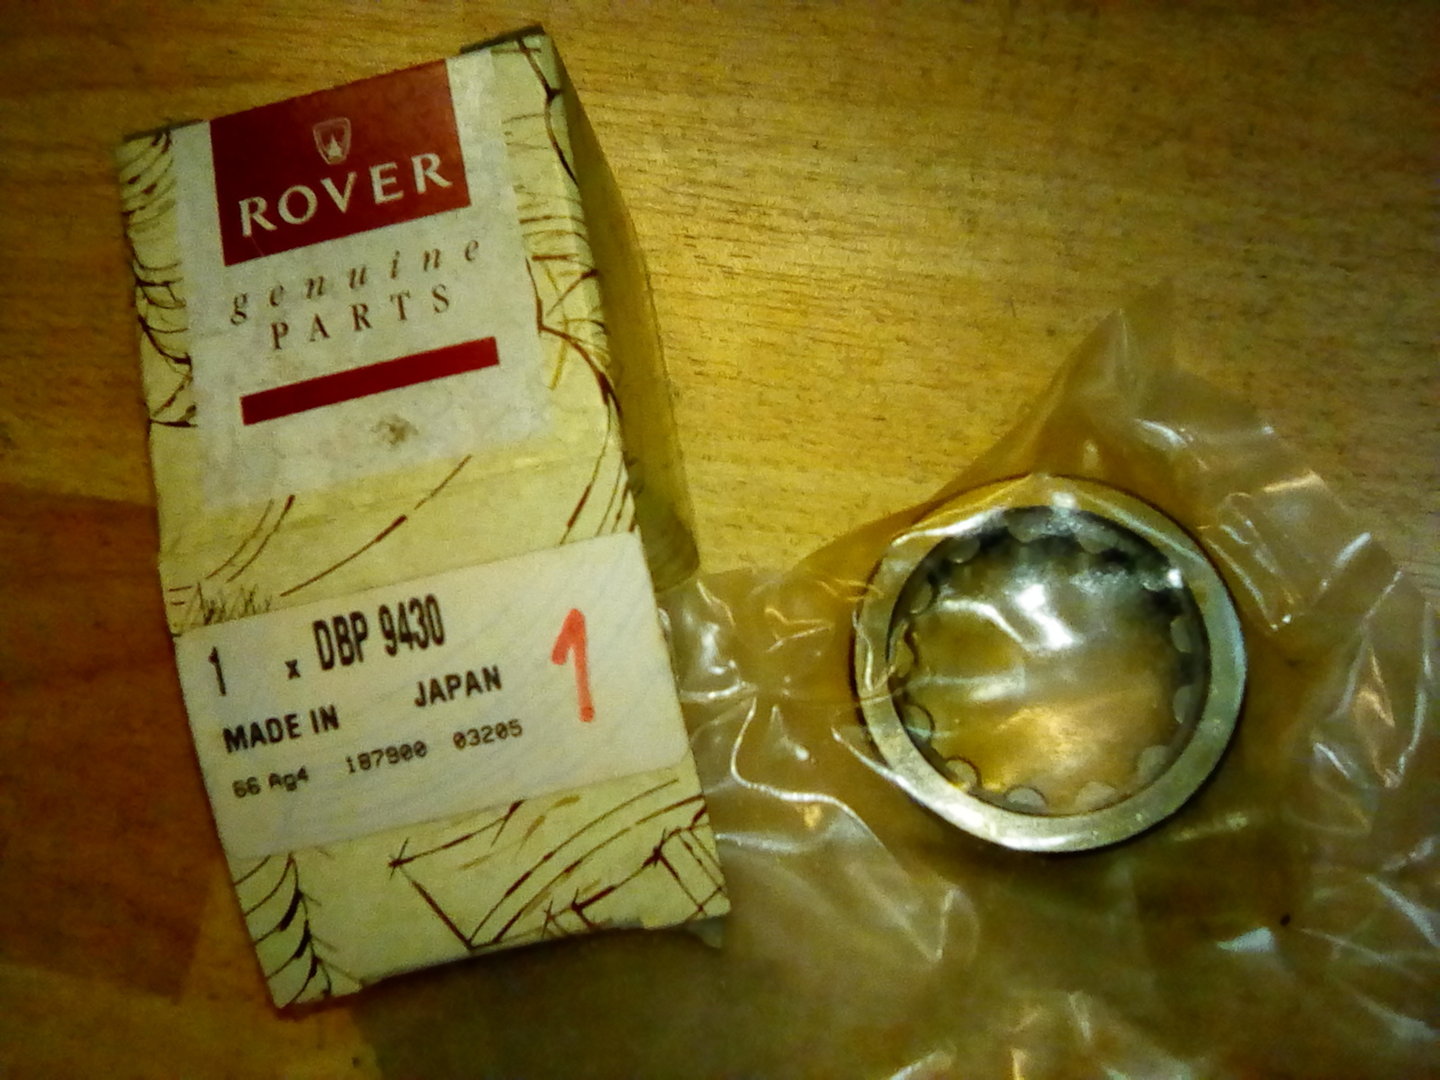 ROVER
genuine
PARTS
1 x DBP 9430
MADE IN JAPAN
66 Ag4 187900 03205
1